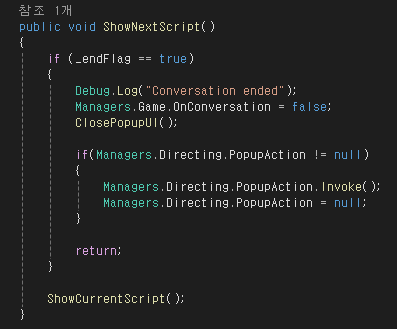 참조 1개
public void ShowNextScript()
{
    if (_endFlag == true)
    {
        Debug.Log("Conversation ended");
        Managers.Game.OnConversation = false;
        ClosePopupUI();

        if(Managers.Directing.PopupAction != null)
        {
            Managers.Directing.PopupAction.Invoke();
            Managers.Directing.PopupAction = null;
        }

        return;
    }

    ShowCurrentScript();
}